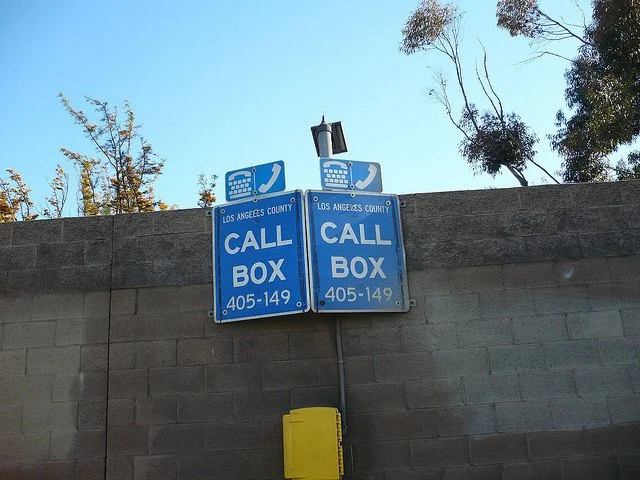 LOS ANGELES COUNTY
CALL
BOX
405-149
LOS ANGELES COUNTY
CALL
BOX
405-149